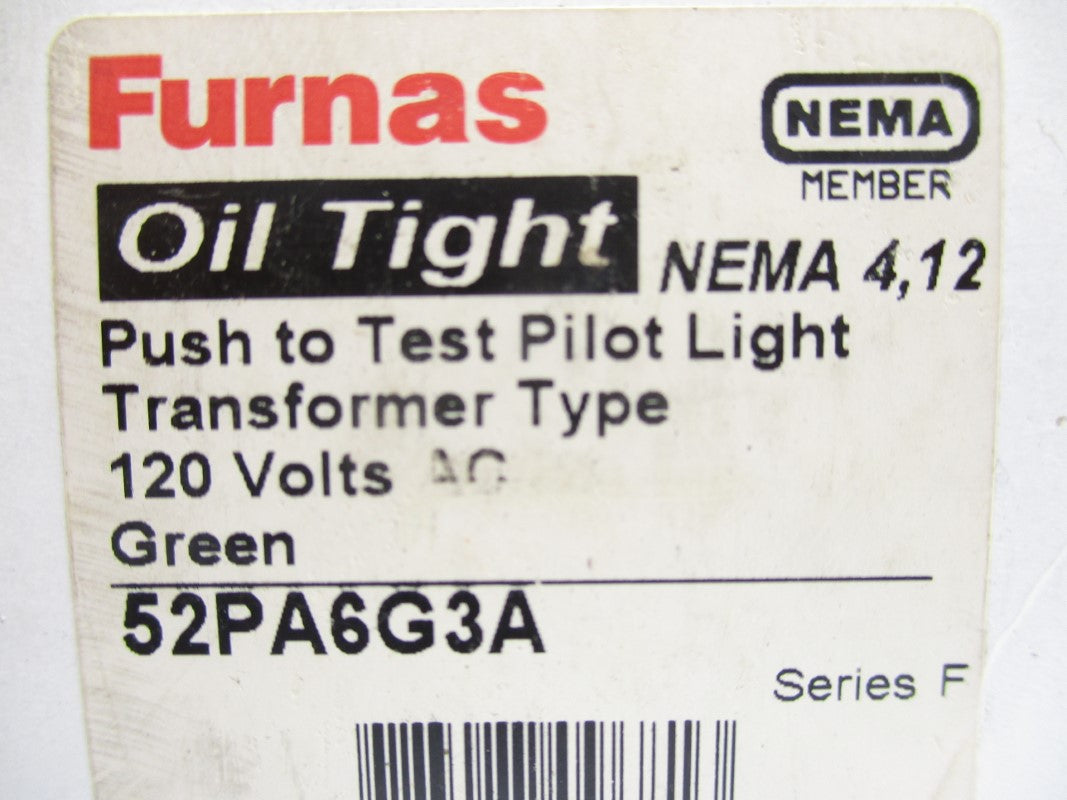 Furnas
NEMA
MEMBER
Oil Tight NEMA 4,12
Push to Test Pilot Light
Transformer Type
120 Volts AC
Green
52PA6G3A
Series F